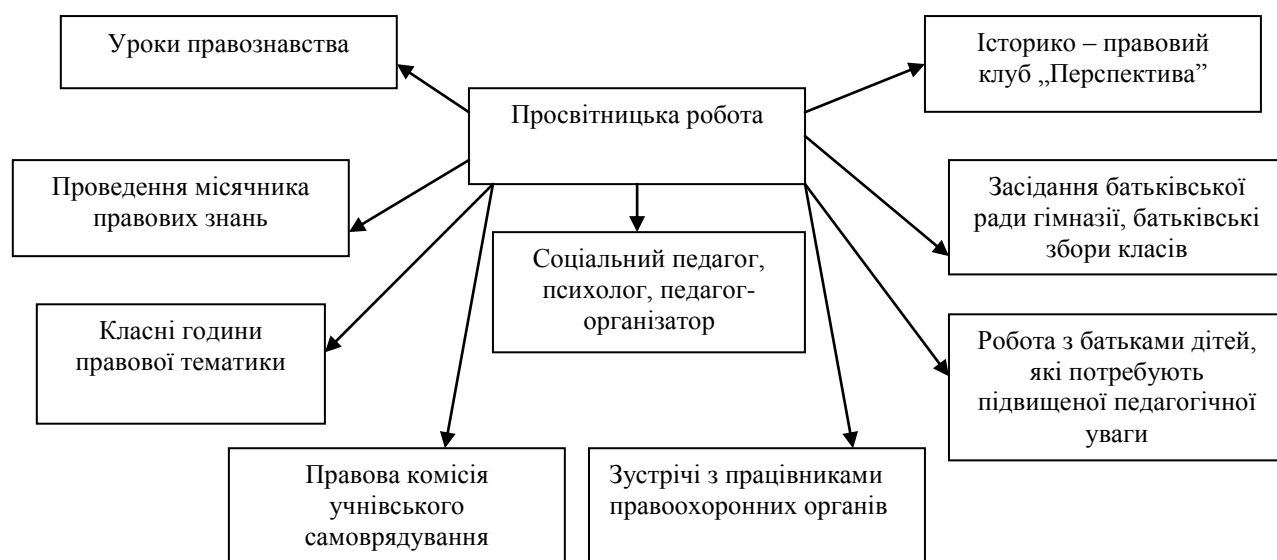 Уроки правознавства
Історико – правовий
клуб „Перспектива”
Просвітницька робота
Проведення місячника
правових знань
Засідання батьківської
ради гімназії, батьківські
збори класів
Соціальний педагог,
психолог, педагог-
організатор
Класні години
правової тематики
Робота з батьками дітей,
які потребують
підвищеної педагогічної
уваги
Правова комісія
учнівського
самоврядування
Зустрічі з працівниками
правоохоронних органів